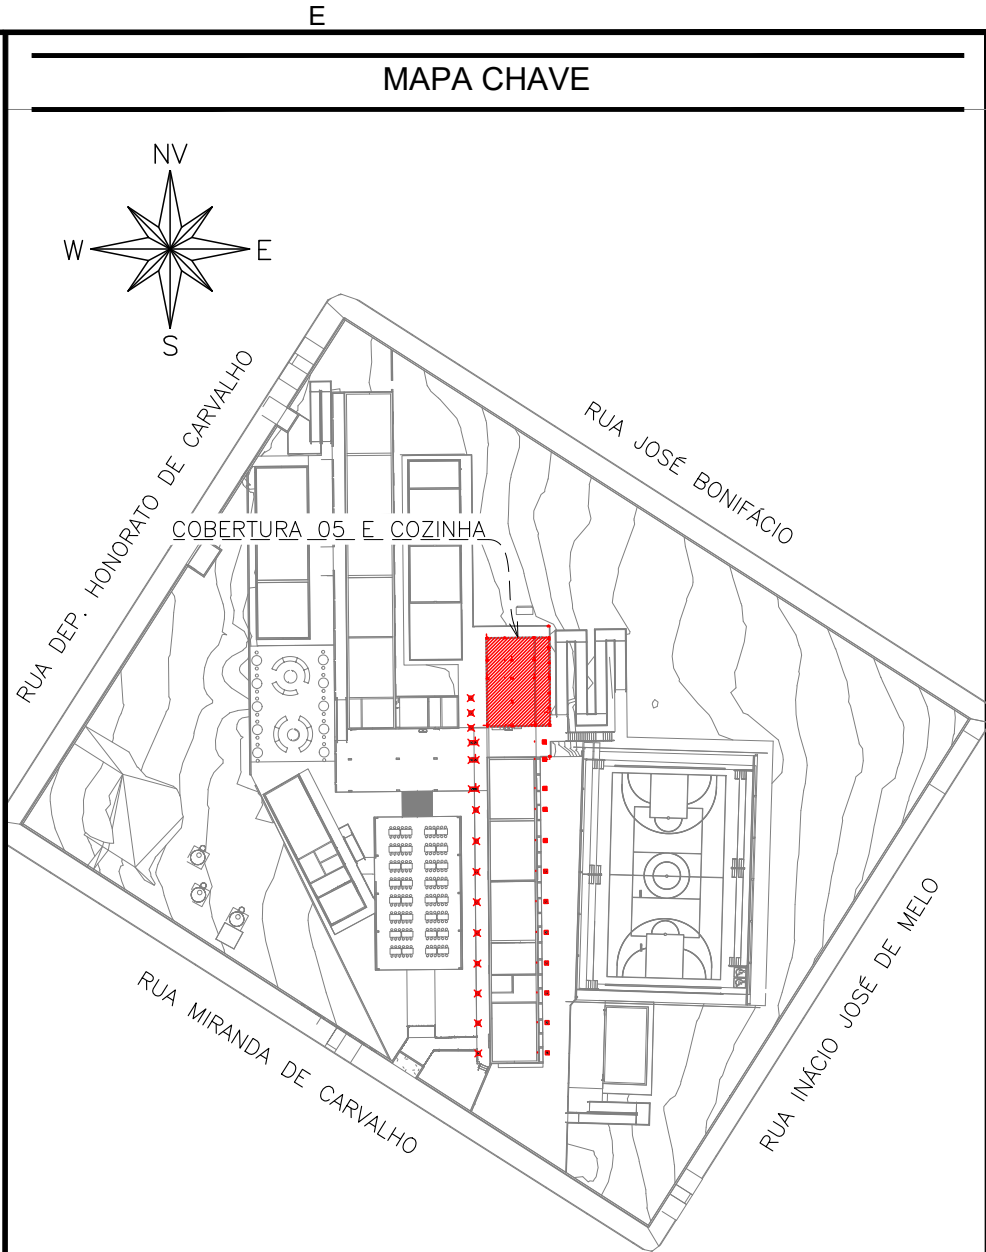 E
MAPA CHAVE
NV
W
E
S
RUA DEP. HONORATO DE CARVALHO
RUA JOSÉ BONIFÁCIO
COBERTURA 05 E COZINHA
RUA MIRANDA DE CARVALHO
RUA INÁCIO JOSÉ DE MELO